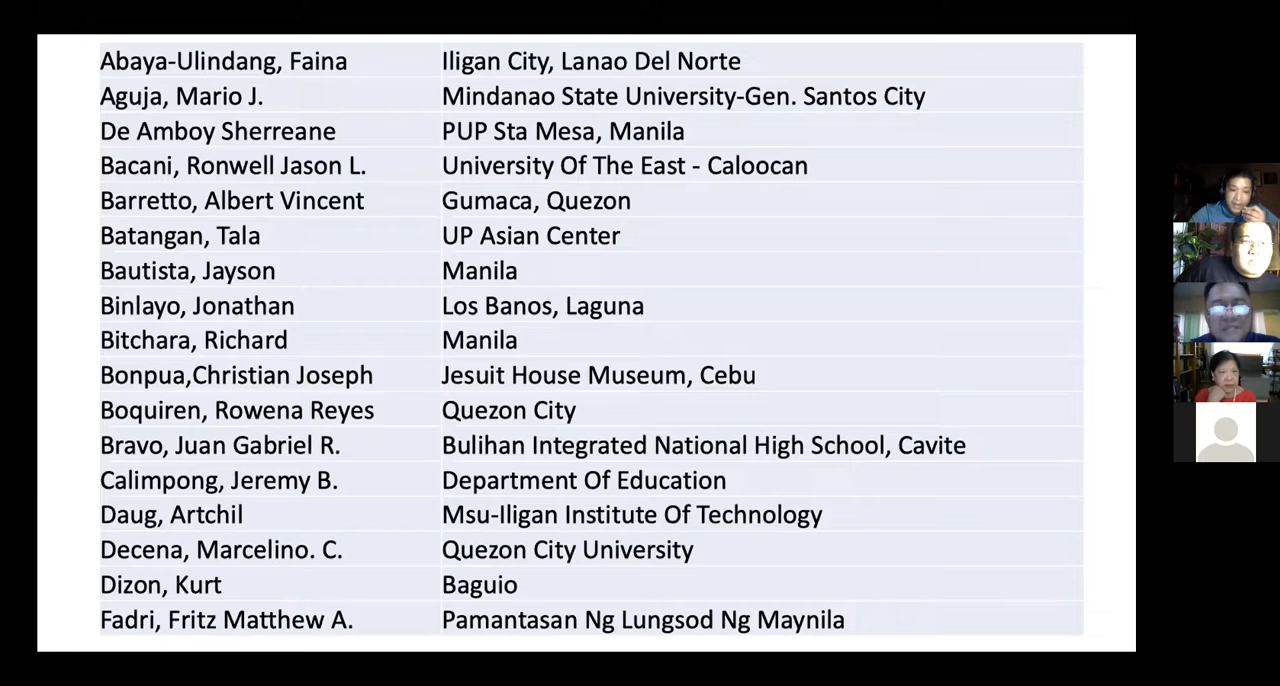 Abaya-Ulindang, Faina Iligan City, Lanao Del Norte
Aguja, Mario J. Mindanao State University-Gen. Santos City
De Amboy Sherreane PUP Sta Mesa, Manila
Bacani, Ronwell Jason L. University Of The East - Caloocan
Barretto, Albert Vincent Gumaca, Quezon
Batangan, Tala UP Asian Center
Bautista, Jayson Manila
Binlayo, Jonathan Los Banos, Laguna
Bitchara, Richard Manila
Bonpua,Christian Joseph Jesuit House Museum, Cebu
Boquiren, Rowena Reyes Quezon City
Bravo, Juan Gabriel R. Bulihan Integrated National High School, Cavite
Calimpong, Jeremy B. Department Of Education
Daug, Artchil Msu-Iligan Institute Of Technology
Decena, Marcelino. C. Quezon City University
Dizon, Kurt Baguio
Fadri, Fritz Matthew A. Pamantasan Ng Lungsod Ng Maynila